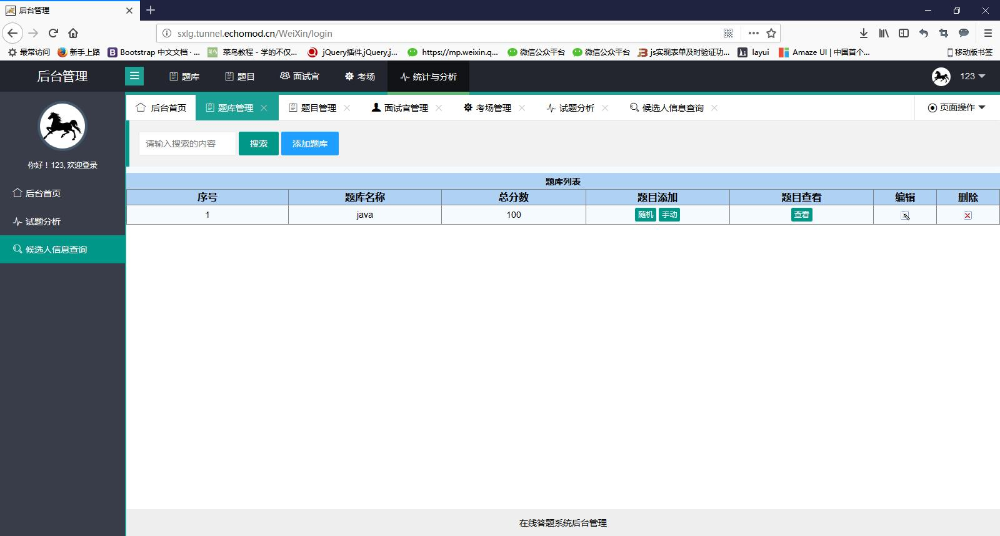 后台管理
sxlg.tunnel.echomod.cn/WeiXin/login
最常访问 新手上路 Bootstrap 中文文档 · ... 菜鸟教程 - 学的不仅... jQuery插件,jQuery,j... https://mp.weixin.q... 微信公众平台 微信公众平台 js实现表单及时验证功... layui Amaze UI | 中国首个... 移动版书签
后台管理 题库 题目 面试官 考场 统计与分析 123
后台首页 题库管理 题目管理 面试官管理 考场管理 试题分析 候选人信息查询 页面操作
你好！123, 欢迎登录
后台首页
试题分析
候选人信息查询
请输入搜索的内容 搜索 添加题库
题库列表
序号 题库名称 总分数 题目添加 题目查看 编辑 删除
1 java 100 随机 手动 查看
在线答题系统后台管理